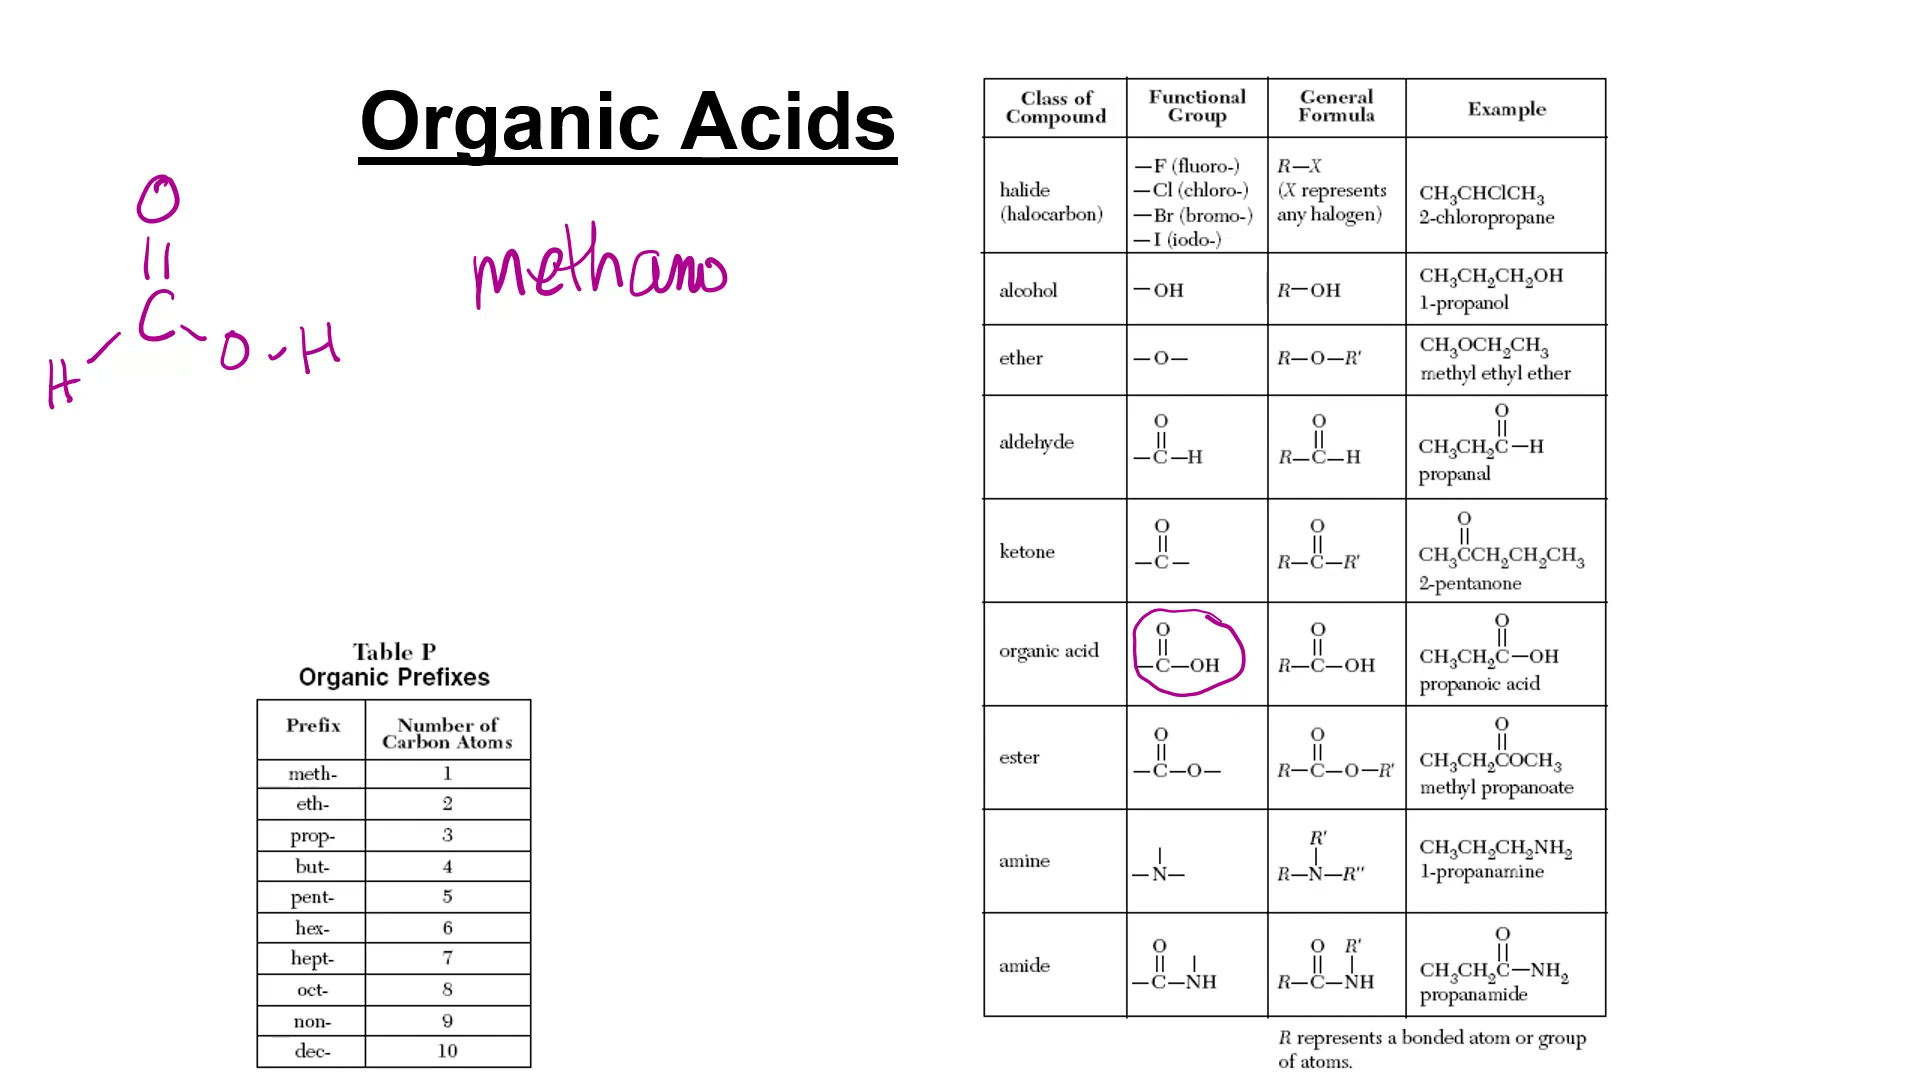 Organic Acids
O
||
C
H
O-H
methano
Table P
Organic Prefixes
Prefix Number of Carbon Atoms
meth- 1
eth- 2
prop- 3
but- 4
pent- 5
hex- 6
hept- 7
oct- 8
non- 9
dec- 10
Class of Compound Functional Group General Formula Example
halide (halocarbon)
—F (fluoro-)
—Cl (chloro-)
—Br (bromo-)
—I (iodo-)
R—X
(X represents
any halogen)
CH₃CHClCH₃
2-chloropropane
alcohol
—OH
R—OH
CH₃CH₂CH₂OH
1-propanol
ether
—O—
R—O—R′
CH₃OCH₂CH₃
methyl ethyl ether
aldehyde
O
||
—C—H
O
||
R—C—H
O
||
CH₃CH₂C—H
propanal
ketone
O
||
—C—
O
||
R—C—R′
O
||
CH₃CCH₂CH₂CH₃
2-pentanone
organic acid
O
||
—C—OH
O
||
R—C—OH
O
||
CH₃CH₂C—OH
propanoic acid
ester
O
||
—C—O—
O
||
R—C—O—R′
O
||
CH₃CH₂COCH₃
methyl propanoate
amine
|
—N—
R′
|
R—N—R″
CH₃CH₂CH₂NH₂
1-propanamine
amide
O
|| |
—C—NH
O R′
|| |
R—C—NH
O
||
CH₃CH₂C—NH₂
propanamide
R represents a bonded atom or group
of atoms.